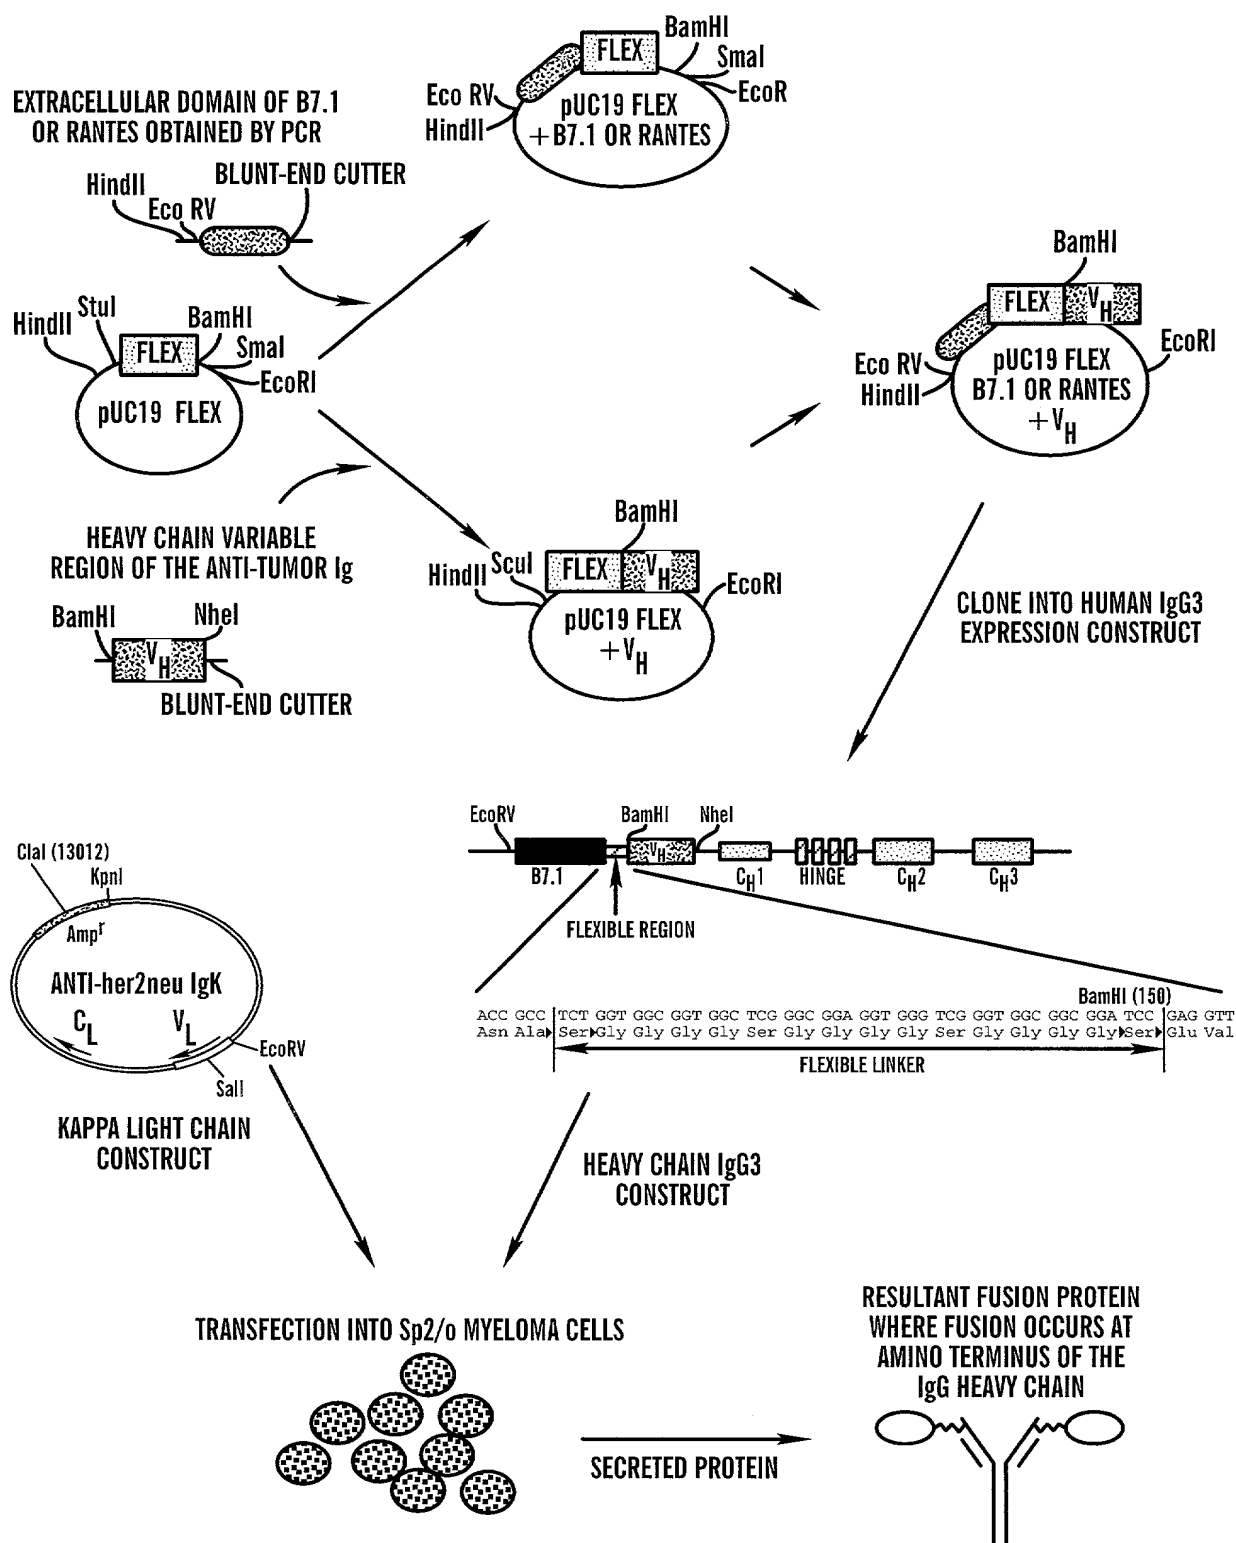 BamHI
FLEX
SmaI
Eco RV
EcoR
pUC19 FLEX
HindII
+B7.1 OR RANTES
EXTRACELLULAR DOMAIN OF B7.1
OR RANTES OBTAINED BY PCR
BLUNT-END CUTTER
HindII
Eco RV
StuI
HindII
BamHI
FLEX
SmaI
EcoRI
pUC19 FLEX
BamHI
FLEX
VH
EcoRI
Eco RV
pUC19 FLEX
HindII
B7.1 OR RANTES
+VH
HEAVY CHAIN VARIABLE
REGION OF THE ANTI-TUMOR Ig
BamHI
NheI
VH
BLUNT-END CUTTER
BamHI
ScuI
HindII
FLEX
VH
EcoRI
pUC19 FLEX
+VH
CLONE INTO HUMAN IgG3
EXPRESSION CONSTRUCT
EcoRV
BamHI
NheI
VH
B7.1
CH1
HINGE
CH2
CH3
FLEXIBLE REGION
ClaI (13012)
KpnI
Ampr
ANTI-her2neu IgK
CL
VL
EcoRV
SalI
KAPPA LIGHT CHAIN
CONSTRUCT
BamHI (150)
ACC GCC TCT GGT GGC GGT GGC TCG GGC GGA GGT GGG TCG GGT GGC GGC GGA TCC GAG GTT
Asn Ala Ser Gly Gly Gly Gly Ser Gly Gly Gly Gly Ser Gly Gly Gly Gly Ser Glu Val
FLEXIBLE LINKER
HEAVY CHAIN IgG3
CONSTRUCT
TRANSFECTION INTO Sp2/o MYELOMA CELLS
SECRETED PROTEIN
RESULTANT FUSION PROTEIN
WHERE FUSION OCCURS AT
AMINO TERMINUS OF THE
IgG HEAVY CHAIN